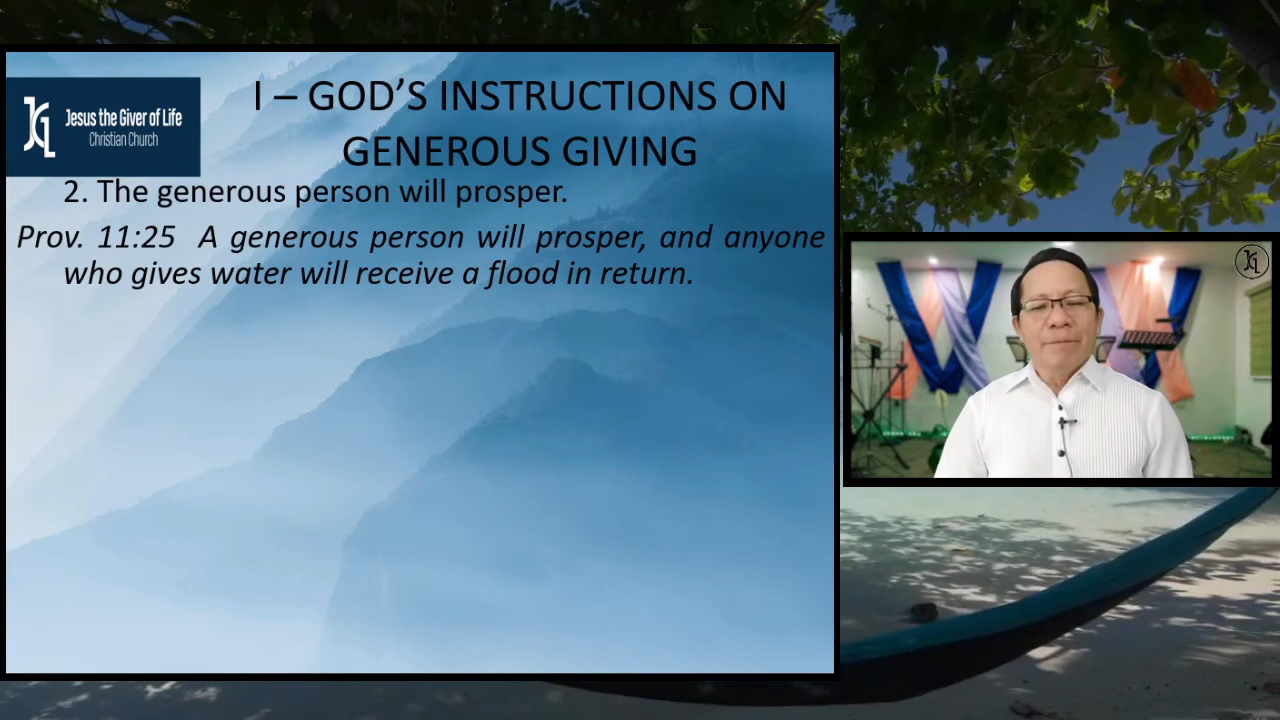 Jesus the Giver of Life
Christian Church
I – GOD’S INSTRUCTIONS ON
GENEROUS GIVING
2. The generous person will prosper.
Prov. 11:25 A generous person will prosper, and anyone
who gives water will receive a flood in return.